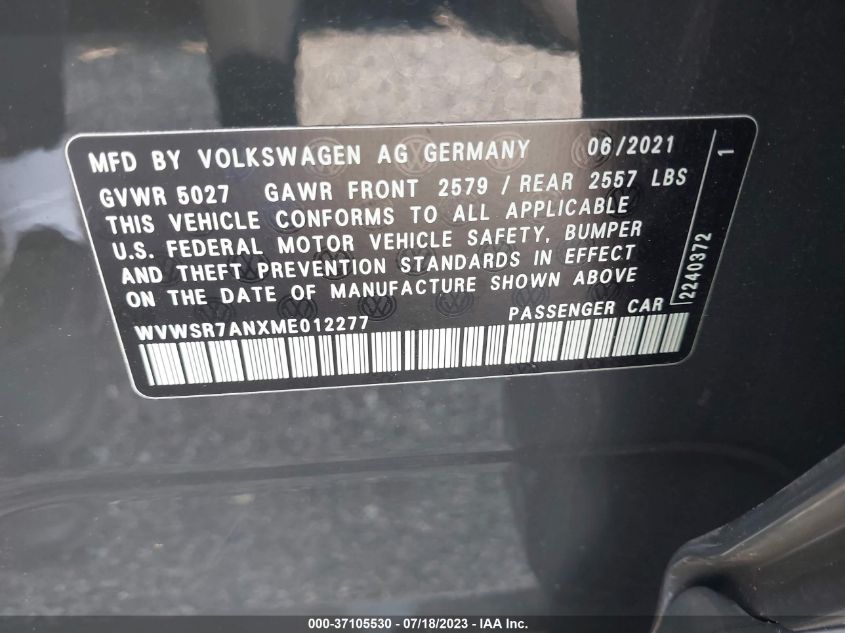 MFD BY VOLKSWAGEN AG GERMANY 06/2021
GVWR 5027 GAWR FRONT 2579 / REAR 2557 LBS
THIS VEHICLE CONFORMS TO ALL APPLICABLE
U.S. FEDERAL MOTOR VEHICLE SAFETY, BUMPER
AND THEFT PREVENTION STANDARDS IN EFFECT
ON THE DATE OF MANUFACTURE SHOWN ABOVE
WVWSR7ANXME012277 PASSENGER CAR
2240372 1
000-37105530 - 07/18/2023 - IAA Inc.